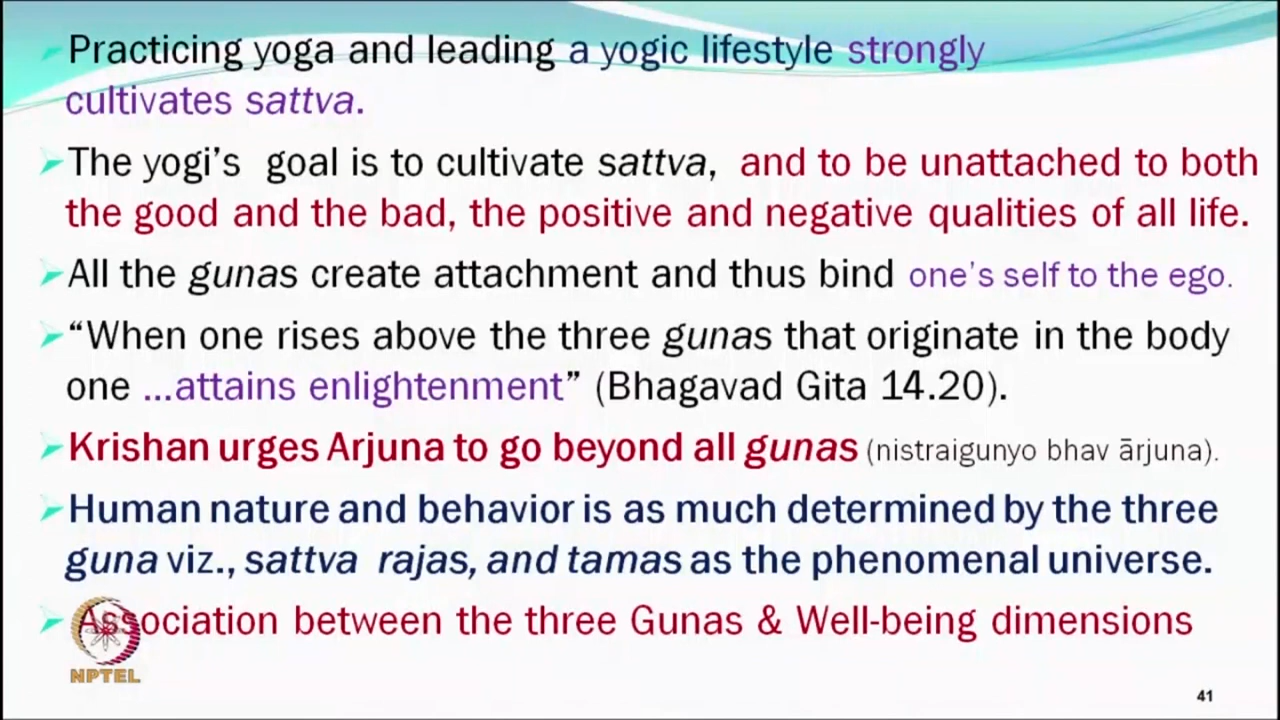 Practicing yoga and leading a yogic lifestyle strongly
cultivates sattva.
The yogi's goal is to cultivate sattva, and to be unattached to both
the good and the bad, the positive and negative qualities of all life.
All the gunas create attachment and thus bind one's self to the ego.
“When one rises above the three gunas that originate in the body
one ...attains enlightenment” (Bhagavad Gita 14.20).
Krishan urges Arjuna to go beyond all gunas (nistraigunyo bhav ārjuna).
Human nature and behavior is as much determined by the three
guna viz., sattva rajas, and tamas as the phenomenal universe.
Association between the three Gunas & Well-being dimensions
NPTEL
41